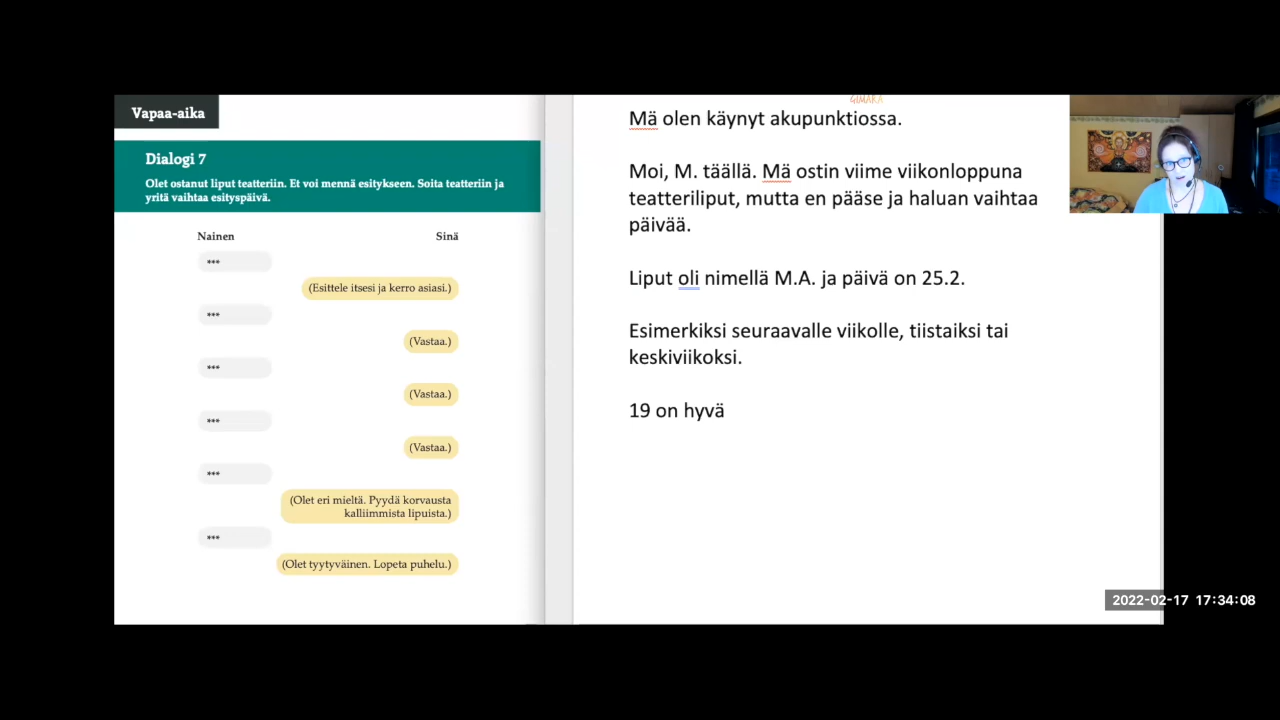 Vapaa-aika
Dialogi 7
Olet ostanut liput teatteriin. Et voi mennä esitykseen. Soita teatteriin ja
yritä vaihtaa esityspäivä.
Nainen
Sinä
***
(Esittele itsesi ja kerro asiasi.)
***
(Vastaa.)
***
(Vastaa.)
***
(Vastaa.)
***
(Olet eri mieltä. Pyydä korvausta
kalliimmista lipuista.)
***
(Olet tyytyväinen. Lopeta puhelu.)
Mä olen käynyt akupunktiossa.
Moi, M. täällä. Mä ostin viime viikonloppuna
teatteriliput, mutta en pääse ja haluan vaihtaa
päivää.
Liput oli nimellä M.A. ja päivä on 25.2.
Esimerkiksi seuraavalle viikolle, tiistaiksi tai
keskiviikoksi.
19 on hyvä
2022-02-17 17:34:08